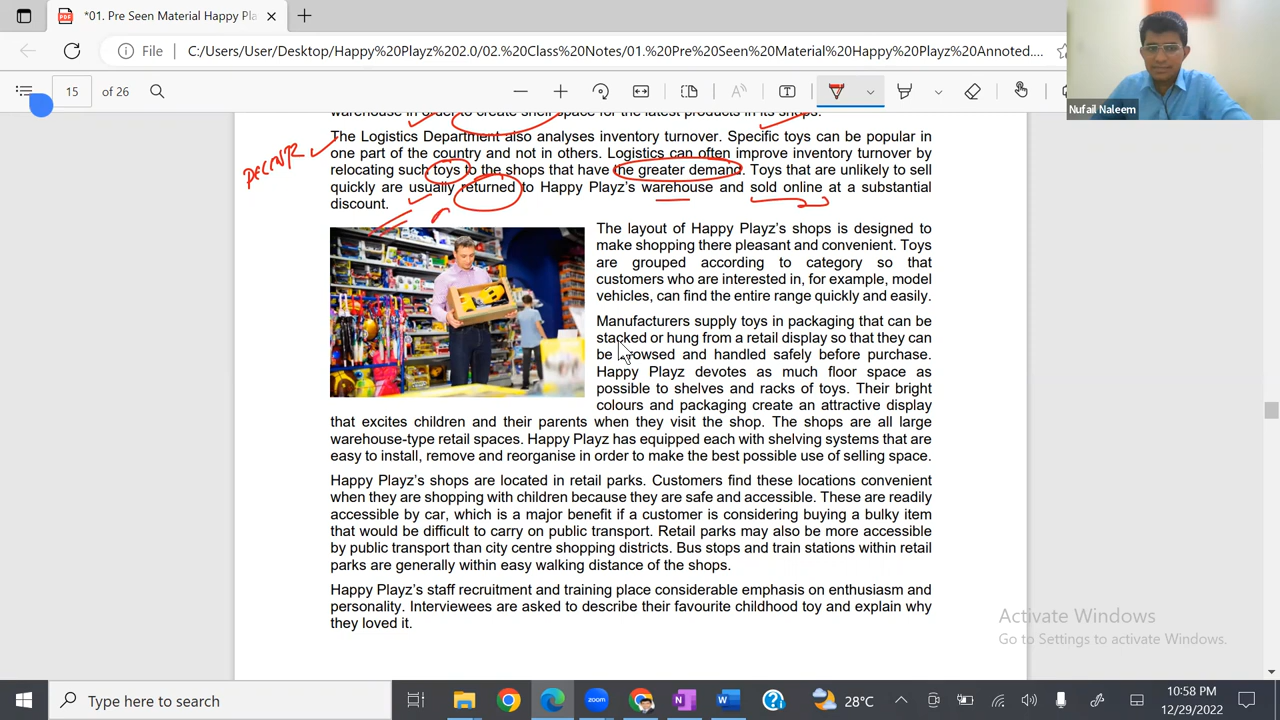 *01. Pre Seen Material Happy Pla
File
C:/Users/User/Desktop/Happy%20Playz%202.0/02.%20Class%20Notes/01.%20Pre%20Seen%20Material%20Happy%20Playz%20Annoted....
15 of 26
Nufail Naleem
warehouse in order to create shelf space for the latest products in its shops.
The Logistics Department also analyses inventory turnover. Specific toys can be popular in
one part of the country and not in others. Logistics can often improve inventory turnover by
relocating such toys to the shops that have the greater demand. Toys that are unlikely to sell
quickly are usually returned to Happy Playz's warehouse and sold online at a substantial
discount.
The layout of Happy Playz's shops is designed to
make shopping there pleasant and convenient. Toys
are grouped according to category so that
customers who are interested in, for example, model
vehicles, can find the entire range quickly and easily.
Manufacturers supply toys in packaging that can be
stacked or hung from a retail display so that they can
be browsed and handled safely before purchase.
Happy Playz devotes as much floor space as
possible to shelves and racks of toys. Their bright
colours and packaging create an attractive display
that excites children and their parents when they visit the shop. The shops are all large
warehouse-type retail spaces. Happy Playz has equipped each with shelving systems that are
easy to install, remove and reorganise in order to make the best possible use of selling space.
Happy Playz's shops are located in retail parks. Customers find these locations convenient
when they are shopping with children because they are safe and accessible. These are readily
accessible by car, which is a major benefit if a customer is considering buying a bulky item
that would be difficult to carry on public transport. Retail parks may also be more accessible
by public transport than city centre shopping districts. Bus stops and train stations within retail
parks are generally within easy walking distance of the shops.
Happy Playz's staff recruitment and training place considerable emphasis on enthusiasm and
personality. Interviewees are asked to describe their favourite childhood toy and explain why
they loved it.
Activate Windows
Go to Settings to activate Windows.
Type here to search
28°C
10:58 PM
12/29/2022